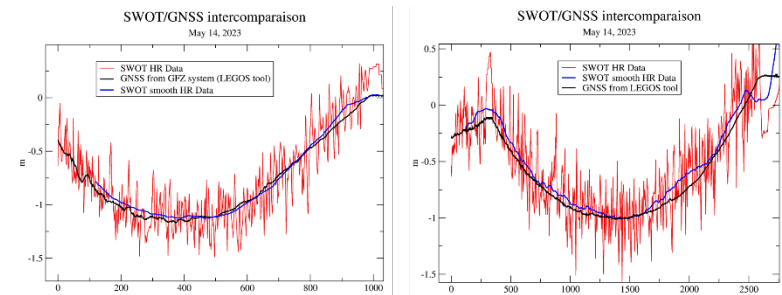 SWOT/GNSS intercomparaison
May 14, 2023
SWOT HR Data
GNSS from GFZ system (LEGOS tool)
SWOT smooth HR Data
m
0
-0.5
-1
-1.5
0 200 400 600 800 1000
SWOT/GNSS intercomparaison
May 14, 2023
SWOT HR Data
SWOT smooth HR Data
GNSS from LEGOS tool
m
0.5
0
-0.5
-1
-1.5
0 500 1000 1500 2000 2500